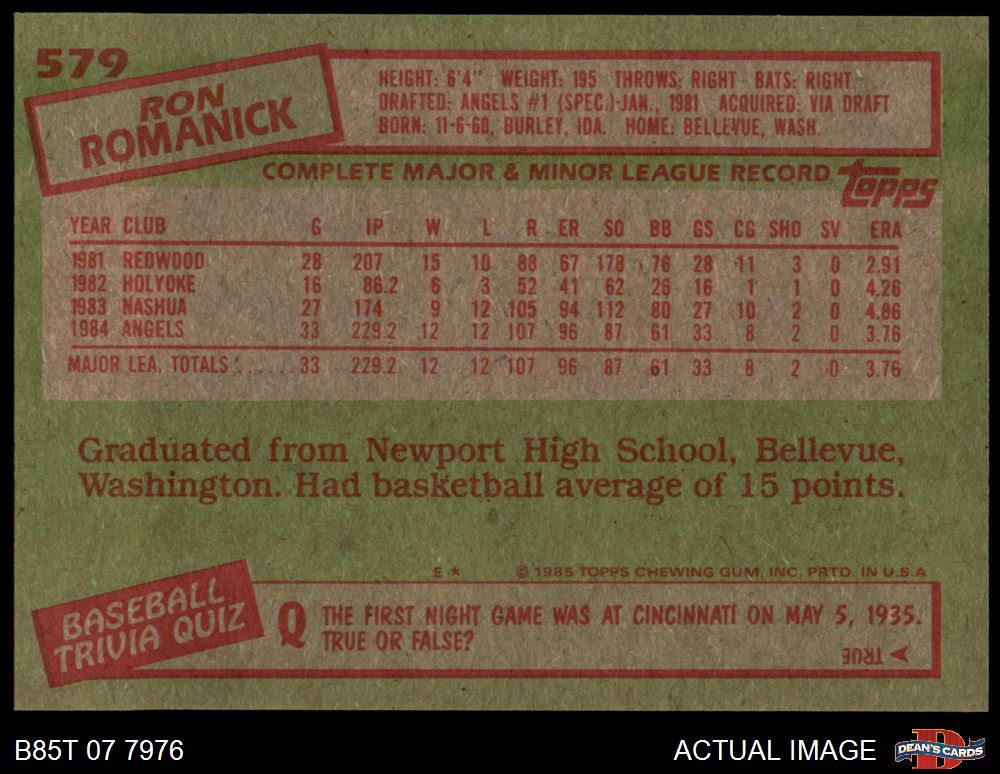 579
RON
ROMANICK
HEIGHT: 6'4" WEIGHT: 195 THROWS: RIGHT BATS: RIGHT
DRAFTED: ANGELS #1 (SPEC.)-JAN., 1981 ACQUIRED: VIA DRAFT
BORN: 11-6-60, BURLEY, IDA. HOME: BELLEVUE, WASH.
COMPLETE MAJOR & MINOR LEAGUE RECORD topps
YEAR CLUB G IP W L R ER SO BB GS CG SHO SV ERA
1981 REDWOOD 28 207 15 10 88 67 178 76 28 11 3 0 2.91
1982 HOLYOKE 16 86.2 6 3 52 41 62 26 16 1 1 0 4.26
1983 NASHUA 27 174 9 12 105 94 112 80 27 10 2 0 4.86
1984 ANGELS 33 229.2 12 12 107 96 87 61 33 8 2 0 3.76
MAJOR LEA. TOTALS ....... 33 229.2 12 12 107 96 87 61 33 8 2 0 3.76
Graduated from Newport High School, Bellevue,
Washington. Had basketball average of 15 points.
E * © 1985 TOPPS CHEWING GUM, INC. PRTD. IN U.S.A
BASEBALL
TRIVIA QUIZ
Q THE FIRST NIGHT GAME WAS AT CINCINNATI ON MAY 5, 1935.
TRUE OR FALSE?
TRUE
B85T 07 7976 ACTUAL IMAGE D DEAN'S CARDS